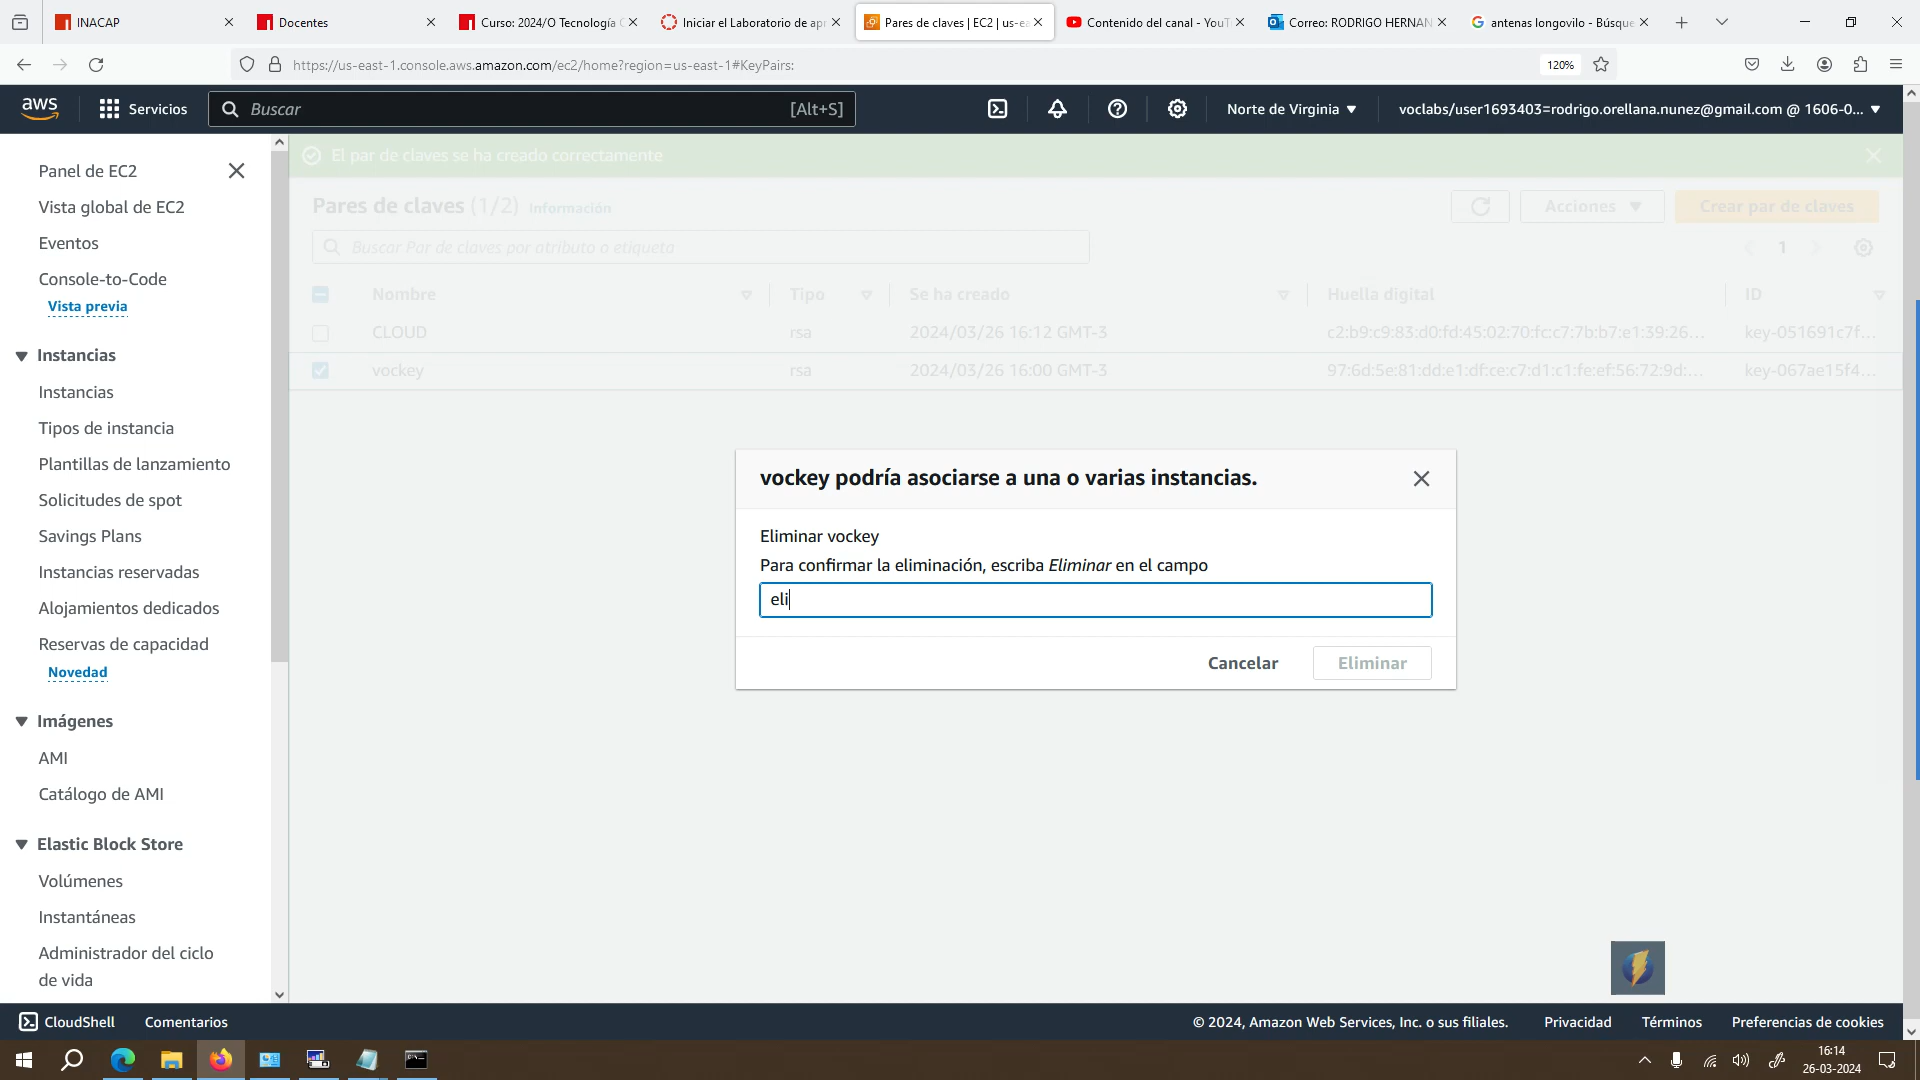 INACAP
Docentes
Curso: 2024/O Tecnología C
Iniciar el Laboratorio de apr
Pares de claves | EC2 | us-ea
Contenido del canal - YouT
Correo: RODRIGO HERNAN
antenas longovilo - Búsque
https://us-east-1.console.aws.amazon.com/ec2/home?region=us-east-1#KeyPairs:
120%
aws
Servicios
Buscar
[Alt+S]
Norte de Virginia
voclabs/user1693403=rodrigo.orellana.nunez@gmail.com @ 1606-0...
Panel de EC2
Vista global de EC2
Eventos
Console-to-Code
Vista previa
Instancias
Instancias
Tipos de instancia
Plantillas de lanzamiento
Solicitudes de spot
Savings Plans
Instancias reservadas
Alojamientos dedicados
Reservas de capacidad
Novedad
Imágenes
AMI
Catálogo de AMI
Elastic Block Store
Volúmenes
Instantáneas
Administrador del ciclo
de vida
El par de claves se ha creado correctamente
Pares de claves (1/2) Información
Acciones
Crear par de claves
Buscar Par de claves por atributo o etiqueta
1
Nombre Tipo Se ha creado Huella digital ID
CLOUD rsa 2024/03/26 16:12 GMT-3 c2:b9:c9:83:d0:fd:45:02:70:fc:c7:7b:b7:e1:39:26... key-051691c7f...
vockey rsa 2024/03/26 16:00 GMT-3 97:6d:5e:81:dd:e1:df:ce:c7:d1:c1:fe:ef:56:72:9d:... key-067ae15f4...
vockey podría asociarse a una o varias instancias.
Eliminar vockey
Para confirmar la eliminación, escriba Eliminar en el campo
eli
Cancelar
Eliminar
CloudShell
Comentarios
© 2024, Amazon Web Services, Inc. o sus filiales.
Privacidad
Términos
Preferencias de cookies
16:14
26-03-2024